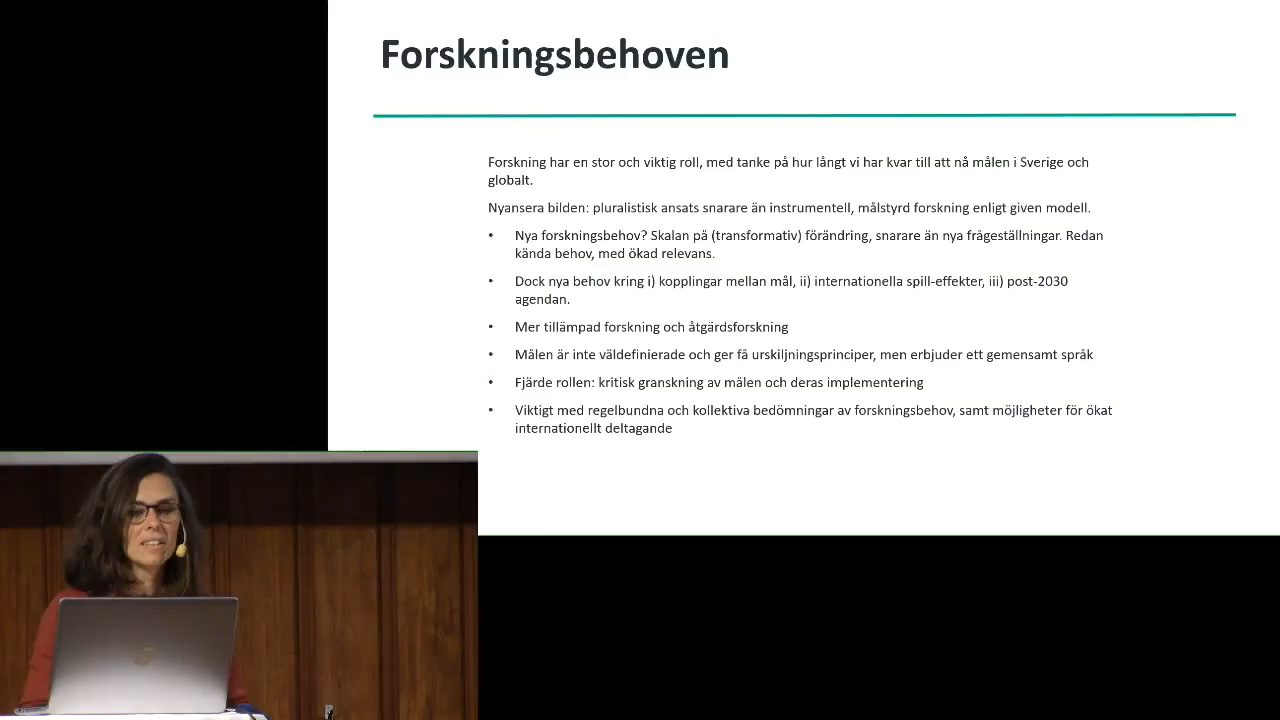 Forskningsbehoven
Forskning har en stor och viktig roll, med tanke på hur långt vi har kvar till att nå målen i Sverige och
globalt.
Nyansera bilden: pluralistisk ansats snarare än instrumentell, målstyrd forskning enligt given modell.
• Nya forskningsbehov? Skalan på (transformativ) förändring, snarare än nya frågeställningar. Redan
kända behov, med ökad relevans.
• Dock nya behov kring i) kopplingar mellan mål, ii) internationella spill-effekter, iii) post-2030
agendan.
• Mer tillämpad forskning och åtgärdsforskning
• Målen är inte väldefinierade och ger få urskiljningsprinciper, men erbjuder ett gemensamt språk
• Fjärde rollen: kritisk granskning av målen och deras implementering
• Viktigt med regelbundna och kollektiva bedömningar av forskningsbehov, samt möjligheter för ökat
internationellt deltagande